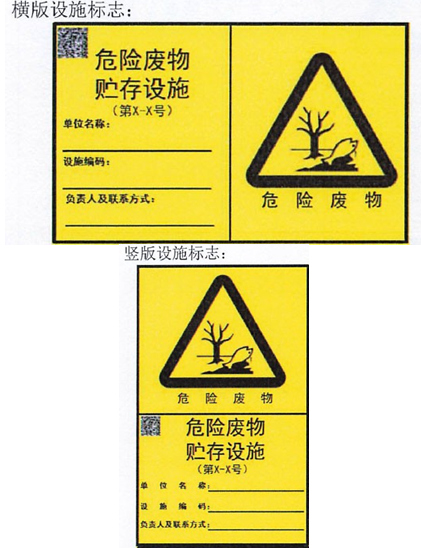 横版设施标志：
危险废物
贮存设施
（第X-X号）
单位名称：
设施编码：
负责人及联系方式：
危险废物
竖版设施标志：
危险废物
危险废物
贮存设施
（第X-X号）
单位名称：
设施编码：
负责人及联系方式：